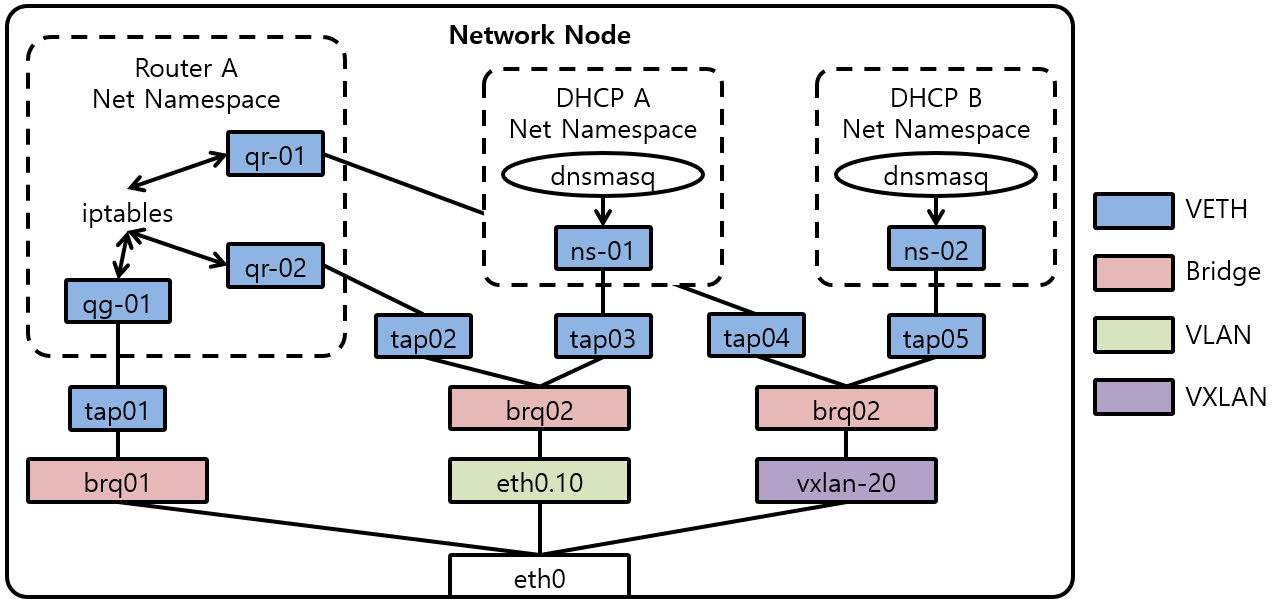 Network Node
Router A
Net Namespace
qr-01
iptables
qr-02
qg-01
DHCP A
Net Namespace
dnsmasq
ns-01
DHCP B
Net Namespace
dnsmasq
ns-02
tap02
tap03
tap04
tap05
tap01
brq02
brq02
brq01
eth0.10
vxlan-20
eth0
VETH
Bridge
VLAN
VXLAN